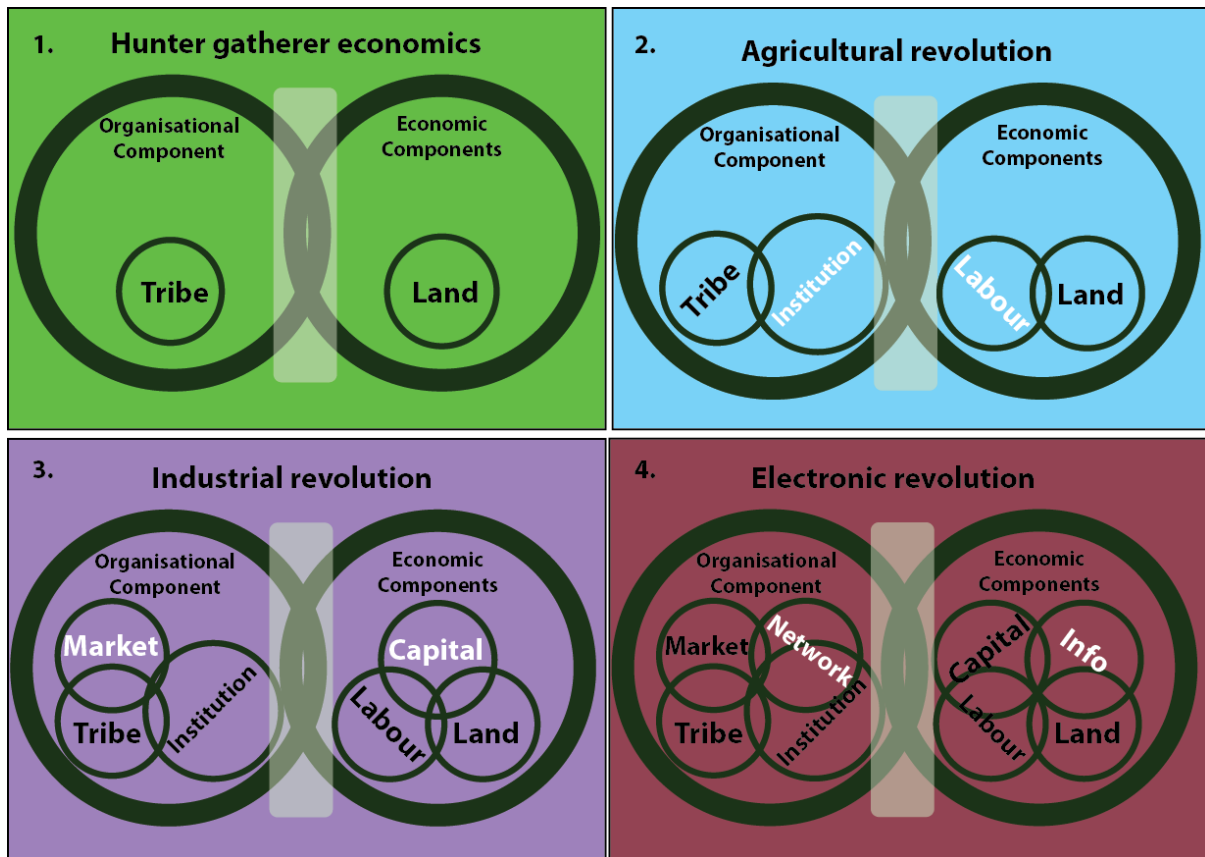 1.
Hunter gatherer economics
Organisational
Component
Economic
Components
Tribe
Land
2.
Agricultural revolution
Organisational
Component
Economic
Components
Tribe
Institution
Labour
Land
3.
Industrial revolution
Organisational
Component
Economic
Components
Market
Capital
Tribe
Institution
Labour
Land
4.
Electronic revolution
Organisational
Component
Economic
Components
Market
Network
Capital
Info
Tribe
Institution
Labour
Land